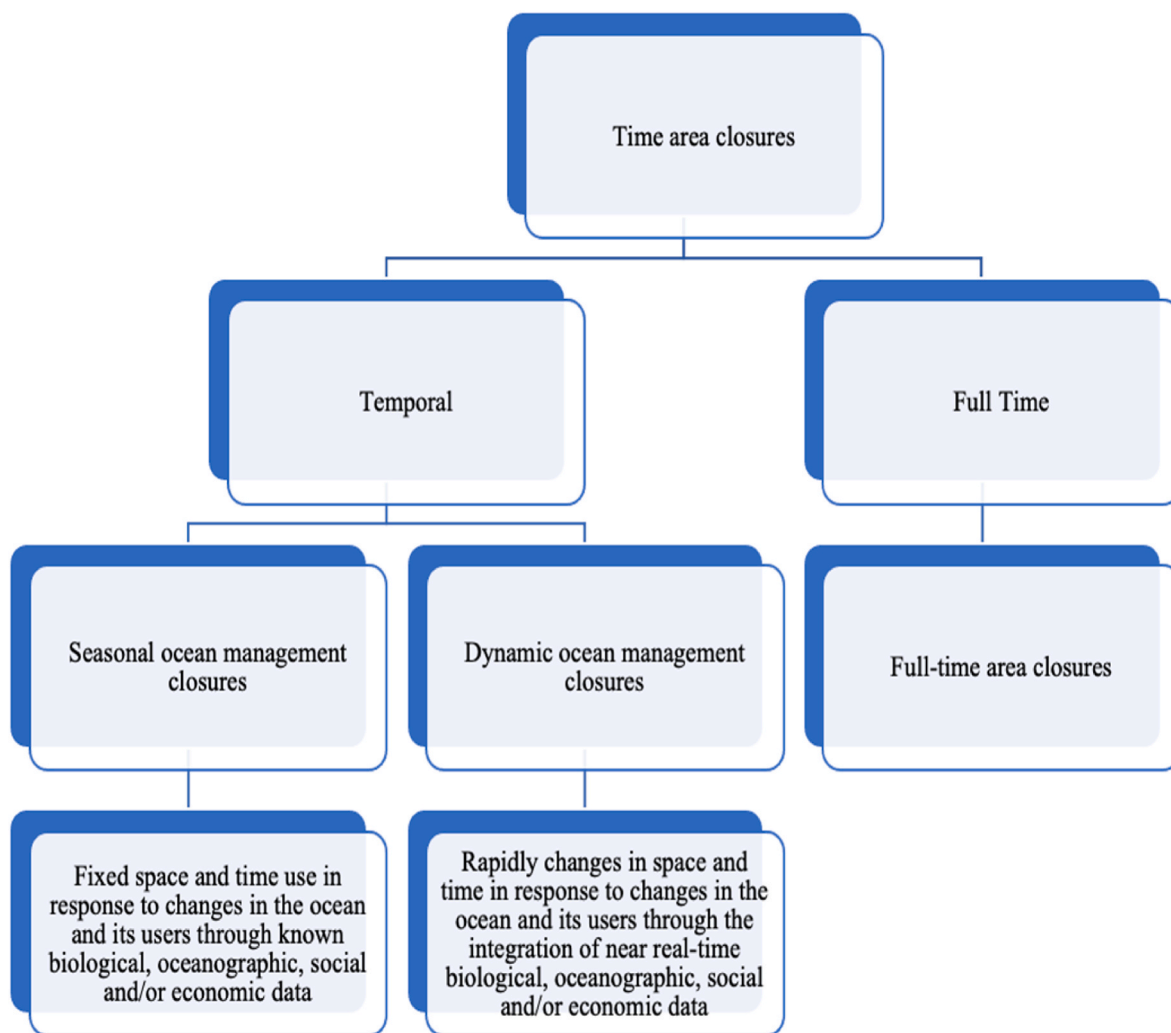 Time area closures
Temporal
Full Time
Seasonal ocean management
closures
Dynamic ocean management
closures
Full-time area closures
Fixed space and time use in
response to changes in the ocean
and its users through known
biological, oceanographic, social
and/or economic data
Rapidly changes in space and
time in response to changes in the
ocean and its users through the
integration of near real-time
biological, oceanographic, social
and/or economic data